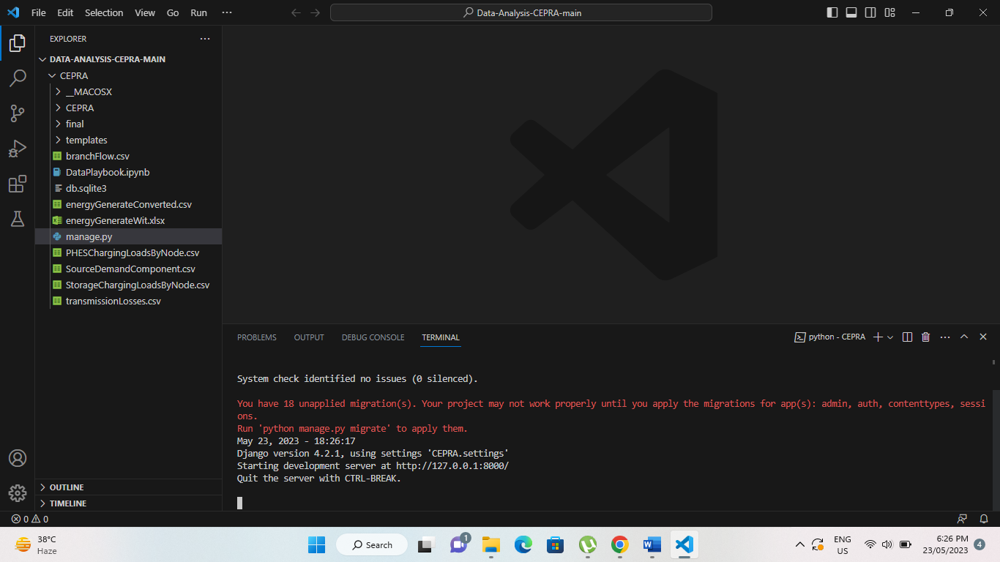 File Edit Selection View Go Run ···
Data-Analysis-CEPRA-main
EXPLORER
DATA-ANALYSIS-CEPRA-MAIN
CEPRA
__MACOSX
CEPRA
final
templates
branchFlow.csv
DataPlaybook.ipynb
db.sqlite3
energyGenerateConverted.csv
energyGenerateWit.xlsx
manage.py
PHESChargingLoadsByNode.csv
SourceDemandComponent.csv
StorageChargingLoadsByNode.csv
transmissionLosses.csv
OUTLINE
TIMELINE
PROBLEMS OUTPUT DEBUG CONSOLE TERMINAL
python - CEPRA
System check identified no issues (0 silenced).
You have 18 unapplied migration(s). Your project may not work properly until you apply the migrations for app(s): admin, auth, contenttypes, sessi
ons.
Run 'python manage.py migrate' to apply them.
May 23, 2023 - 18:26:17
Django version 4.2.1, using settings 'CEPRA.settings'
Starting development server at http://127.0.0.1:8000/
Quit the server with CTRL-BREAK.
0 0
38°C
Haze
Search
1
ENG
US
6:26 PM
23/05/2023
4